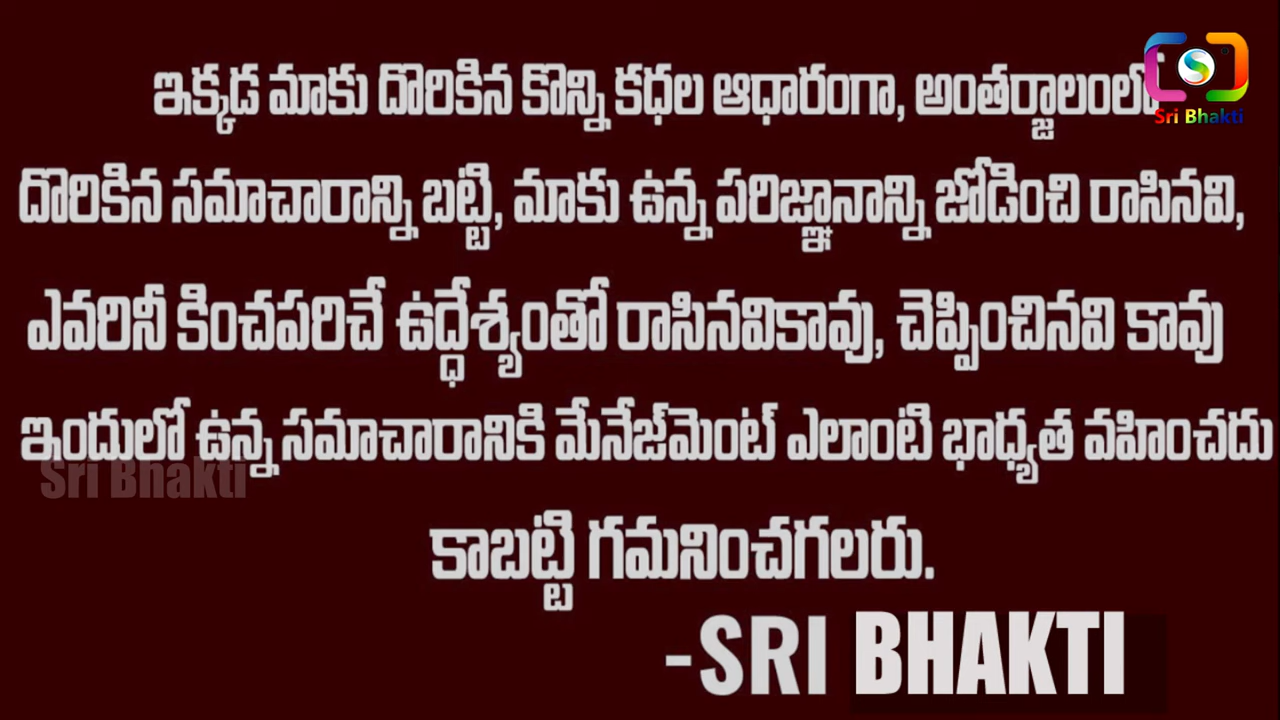 Sri Bhakti
ఇక్కడ మాకు దొరికిన కొన్ని కధల ఆధారంగా, అంతర్జాలంలో
దొరికిన సమాచారాన్ని బట్టి, మాకు ఉన్న పరిజ్ఞానాన్ని జోడించి రాసినవి,
ఎవరినీ కించపరిచే ఉద్ధేశ్యంతో రాసినవికావు, చెప్పించినవి కావు
ఇందులో ఉన్న సమాచారానికి మేనేజ్‌మెంట్ ఎలాంటి భాధ్యత వహించదు
Sri Bhakti
కాబట్టి గమనించగలరు.
-SRI BHAKTI